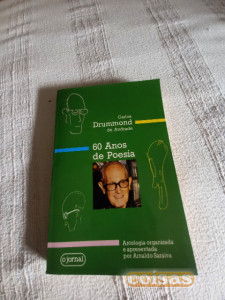 Carlos
Drummond
de Andrade
60 Anos
de Poesia
Antologia organizada
e apresentada
por Arnaldo Saraiva
o jornal
coisas